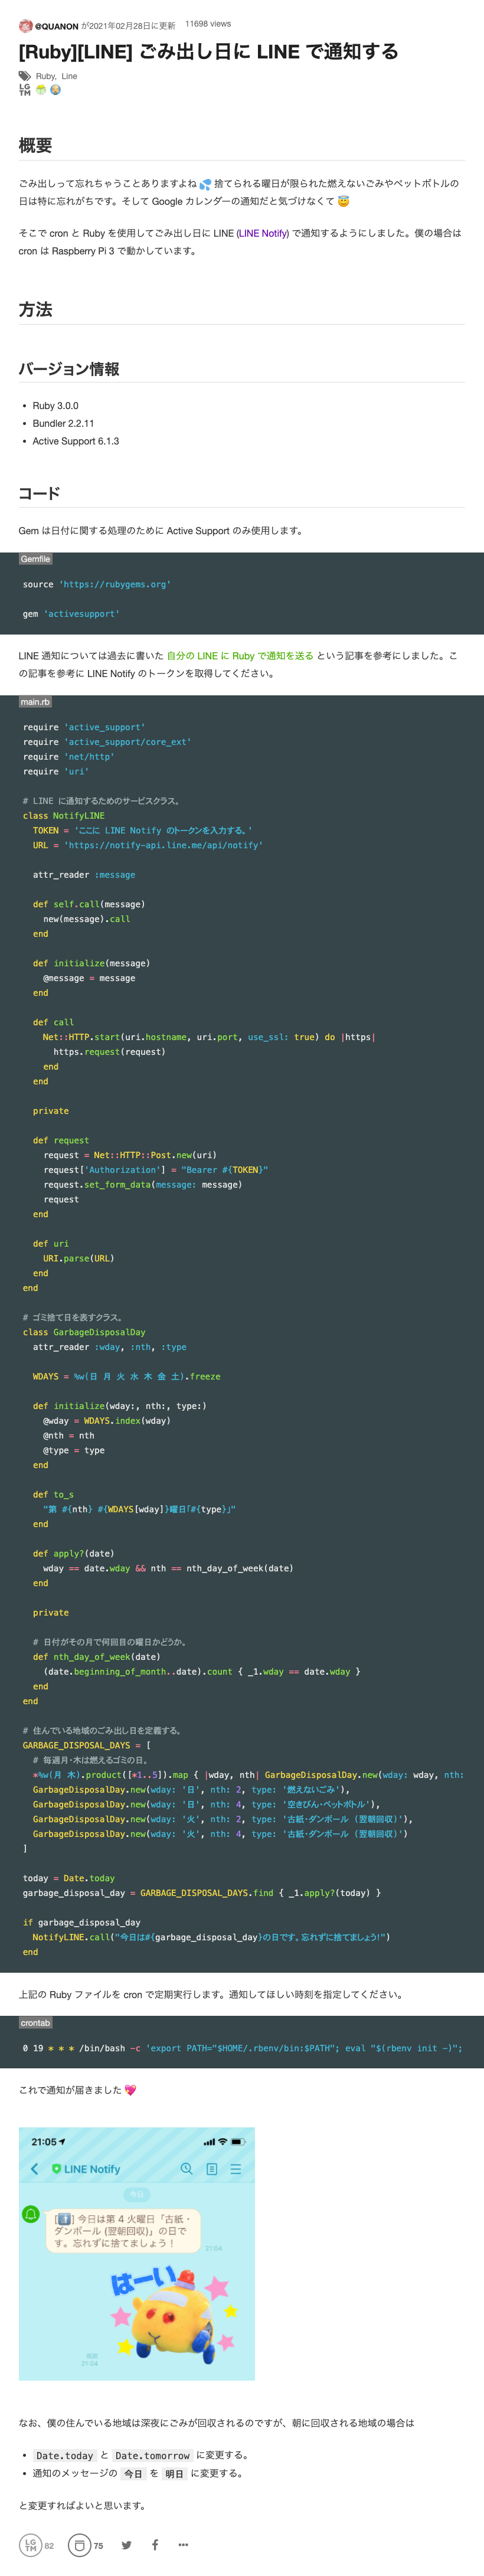 @QUANON が2021年02月28日に更新 11698 views
[Ruby][LINE] ごみ出し日に LINE で通知する
Ruby, Line
LG
TM
概要
ごみ出しって忘れちゃうことありますよね 💦 捨てられる曜日が限られた燃えないごみやペットボトルの
日は特に忘れがちです。そして Google カレンダーの通知だと気づけなくて 😇
そこで cron と Ruby を使用してごみ出し日に LINE (LINE Notify) で通知するようにしました。僕の場合は
cron は Raspberry Pi 3 で動かしています。
方法
バージョン情報
• Ruby 3.0.0
• Bundler 2.2.11
• Active Support 6.1.3
コード
Gem は日付に関する処理のために Active Support のみ使用します。
Gemfile
source 'https://rubygems.org'
gem 'activesupport'
LINE 通知については過去に書いた 自分の LINE に Ruby で通知を送る という記事を参考にしました。こ
の記事を参考に LINE Notify のトークンを取得してください。
main.rb
require 'active_support'
require 'active_support/core_ext'
require 'net/http'
require 'uri'
# LINE に通知するためのサービスクラス。
class NotifyLINE
  TOKEN = 'ここに LINE Notify のトークンを入力する。'
  URL = 'https://notify-api.line.me/api/notify'
  attr_reader :message
  def self.call(message)
    new(message).call
  end
  def initialize(message)
    @message = message
  end
  def call
    Net::HTTP.start(uri.hostname, uri.port, use_ssl: true) do |https|
      https.request(request)
    end
  end
  private
  def request
    request = Net::HTTP::Post.new(uri)
    request['Authorization'] = "Bearer #{TOKEN}"
    request.set_form_data(message: message)
    request
  end
  def uri
    URI.parse(URL)
  end
end
# ゴミ捨て日を表すクラス。
class GarbageDisposalDay
  attr_reader :wday, :nth, :type
  WDAYS = %w(日 月 火 水 木 金 土).freeze
  def initialize(wday:, nth:, type:)
    @wday = WDAYS.index(wday)
    @nth = nth
    @type = type
  end
  def to_s
    "第 #{nth} #{WDAYS[wday]}曜日「#{type}」"
  end
  def apply?(date)
    wday == date.wday && nth == nth_day_of_week(date)
  end
  private
  # 日付がその月で何回目の曜日かどうか。
  def nth_day_of_week(date)
    (date.beginning_of_month..date).count { _1.wday == date.wday }
  end
end
# 住んでいる地域のごみ出し日を定義する。
GARBAGE_DISPOSAL_DAYS = [
  # 毎週月・木は燃えるゴミの日。
  *%w(月 木).product([*1..5]).map { |wday, nth| GarbageDisposalDay.new(wday: wday, nth:
  GarbageDisposalDay.new(wday: '日', nth: 2, type: '燃えないごみ'),
  GarbageDisposalDay.new(wday: '日', nth: 4, type: '空きびん・ペットボトル'),
  GarbageDisposalDay.new(wday: '火', nth: 2, type: '古紙・ダンボール (翌朝回収)'),
  GarbageDisposalDay.new(wday: '火', nth: 4, type: '古紙・ダンボール (翌朝回収)')
]
today = Date.today
garbage_disposal_day = GARBAGE_DISPOSAL_DAYS.find { _1.apply?(today) }
if garbage_disposal_day
  NotifyLINE.call("今日は#{garbage_disposal_day}の日です。忘れずに捨てましょう!")
end
上記の Ruby ファイルを cron で定期実行します。通知してほしい時刻を指定してください。
crontab
0 19 * * * /bin/bash -c 'export PATH="$HOME/.rbenv/bin:$PATH"; eval "$(rbenv init -)";
これで通知が届きました 💖
21:05
LINE Notify
今日
[⬆️] 今日は第 4 火曜日「古紙・
ダンボール (翌朝回収)」の日で
す。忘れずに捨てましょう!
21:04
はーい
既読
21:04
なお、僕の住んでいる地域は深夜にごみが回収されるのですが、朝に回収される地域の場合は
• Date.today と Date.tomorrow に変更する。
• 通知のメッセージの 今日 を 明日 に変更する。
と変更すればよいと思います。
LG
TM 82 75